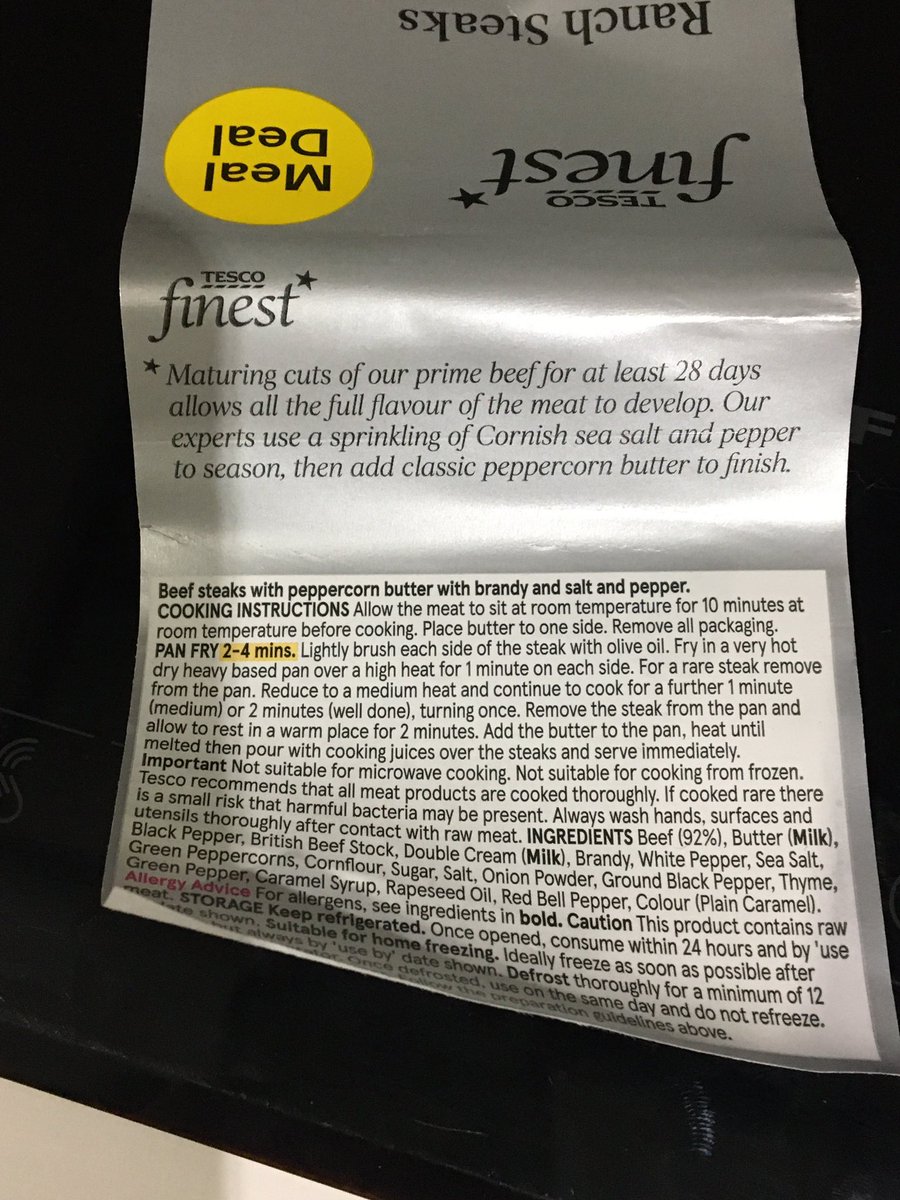 Ranch Steaks
TESCO
finest
Meal
Deal
TESCO
finest
Maturing cuts of our prime beef for at least 28 days
allows all the full flavour of the meat to develop. Our
experts use a sprinkling of Cornish sea salt and pepper
to season, then add classic peppercorn butter to finish.
Beef steaks with peppercorn butter with brandy and salt and pepper.
COOKING INSTRUCTIONS Allow the meat to sit at room temperature for 10 minutes at
room temperature before cooking. Place butter to one side. Remove all packaging.
PAN FRY 2-4 mins. Lightly brush each side of the steak with olive oil. Fry in a very hot
dry heavy based pan over a high heat for 1 minute on each side. For a rare steak remove
from the pan. Reduce to a medium heat and continue to cook for a further 1 minute
(medium) or 2 minutes (well done), turning once. Remove the steak from the pan and
allow to rest in a warm place for 2 minutes. Add the butter to the pan, heat until
melted then pour with cooking juices over the steaks and serve immediately.
Important Not suitable for microwave cooking. Not suitable for cooking from frozen.
Tesco recommends that all meat products are cooked thoroughly. If cooked rare there
is a small risk that harmful bacteria may be present. Always wash hands, surfaces and
utensils thoroughly after contact with raw meat. INGREDIENTS Beef (92%), Butter (Milk),
Black Pepper, British Beef Stock, Double Cream (Milk), Brandy, White Pepper, Sea Salt,
Green Peppercorns, Cornflour, Sugar, Salt, Onion Powder, Ground Black Pepper, Thyme,
Green Pepper, Caramel Syrup, Rapeseed Oil, Red Bell Pepper, Colour (Plain Caramel).
Allergy Advice For allergens, see ingredients in bold. Caution This product contains raw
meat. STORAGE Keep refrigerated. Once opened, consume within 24 hours and by 'use
shown. Suitable for home freezing. Ideally freeze as soon as possible after
but always by 'use by' date shown. Defrost thoroughly for a minimum of 12
Once defrosted, use on the same day and do not refreeze.
the preparation guidelines above.
F